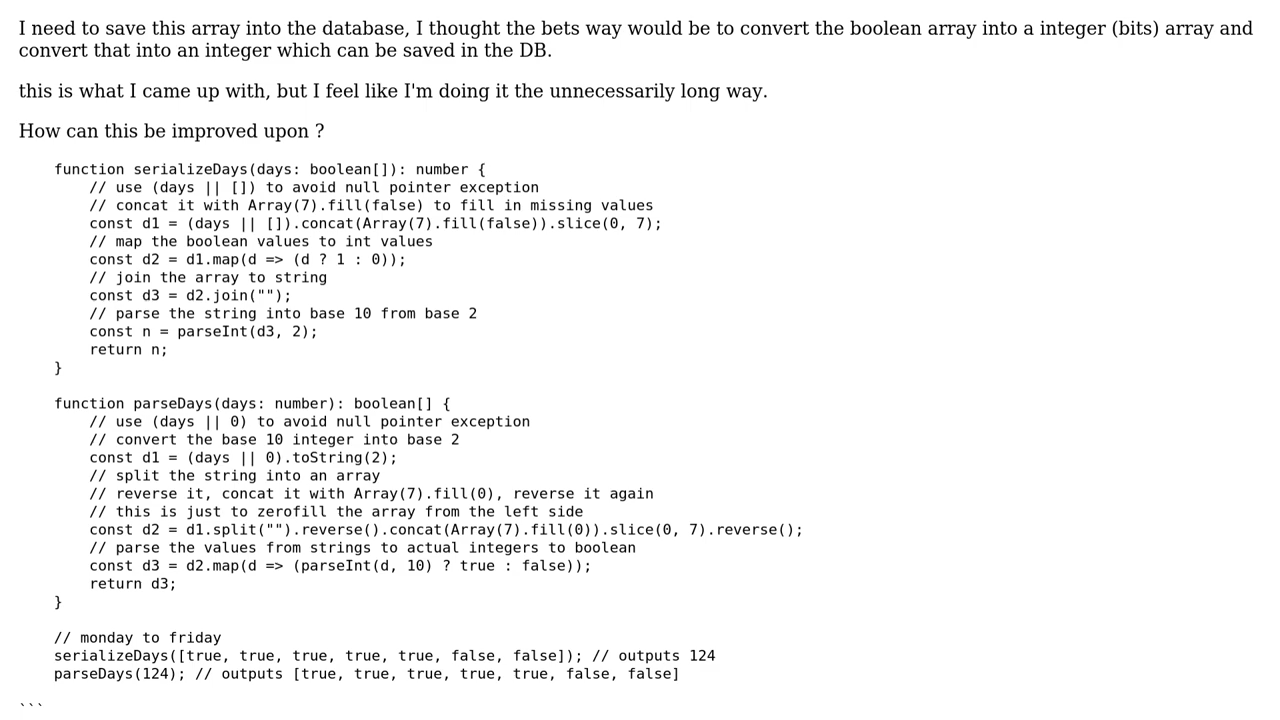 I need to save this array into the database, I thought the bets way would be to convert the boolean array into a integer (bits) array and
convert that into an integer which can be saved in the DB.
this is what I came up with, but I feel like I'm doing it the unnecessarily long way.
How can this be improved upon ?
function serializeDays(days: boolean[]): number {
// use (days || []) to avoid null pointer exception
// concat it with Array(7).fill(false) to fill in missing values
const d1 = (days || []).concat(Array(7).fill(false)).slice(0, 7);
// map the boolean values to int values
const d2 = d1.map(d => (d ? 1 : 0));
// join the array to string
const d3 = d2.join("");
// parse the string into base 10 from base 2
const n = parseInt(d3, 2);
return n;
}
function parseDays(days: number): boolean[] {
// use (days || 0) to avoid null pointer exception
// convert the base 10 integer into base 2
const d1 = (days || 0).toString(2);
// split the string into an array
// reverse it, concat it with Array(7).fill(0), reverse it again
// this is just to zerofill the array from the left side
const d2 = d1.split("").reverse().concat(Array(7).fill(0)).slice(0, 7).reverse();
// parse the values from strings to actual integers to boolean
const d3 = d2.map(d => (parseInt(d, 10) ? true : false));
return d3;
}
// monday to friday
serializeDays([true, true, true, true, true, false, false]); // outputs 124
parseDays(124); // outputs [true, true, true, true, true, false, false]
```